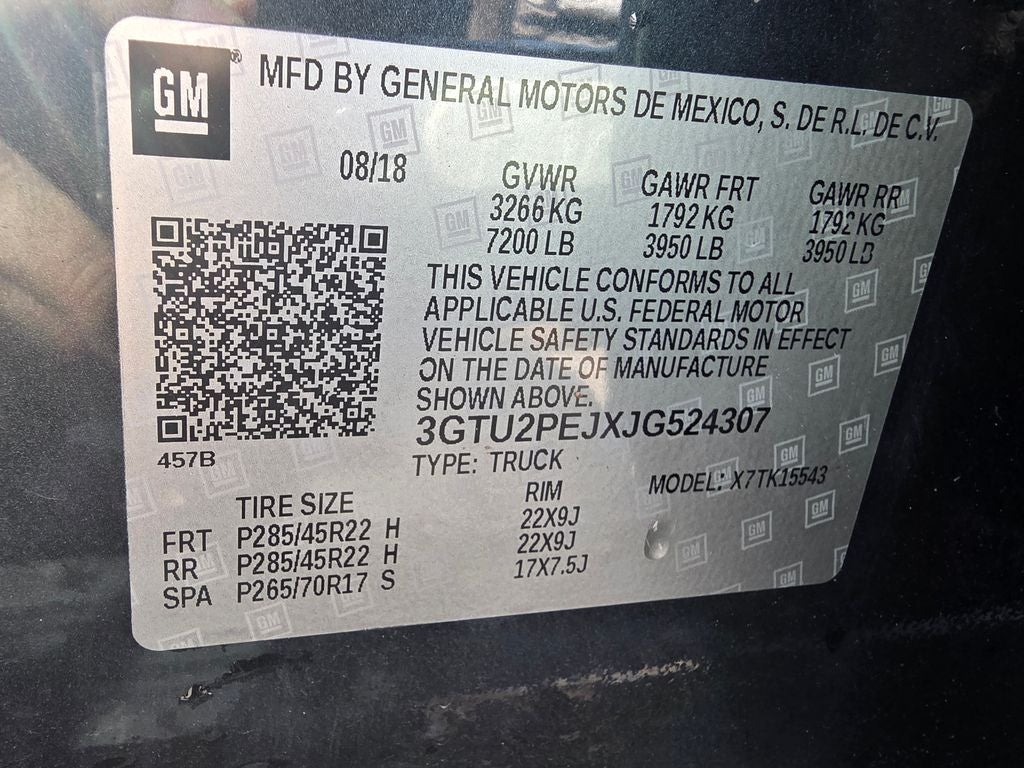 GM ® MFD BY GENERAL MOTORS DE MEXICO, S. DE R.L. DE C.V.
08/18 GVWR GAWR FRT GAWR RR
3266 KG 1792 KG 1792 KG
7200 LB 3950 LB 3950 LB
THIS VEHICLE CONFORMS TO ALL
APPLICABLE U.S. FEDERAL MOTOR
VEHICLE SAFETY STANDARDS IN EFFECT
ON THE DATE OF MANUFACTURE
SHOWN ABOVE.
3GTU2PEJXJG524307
457B TYPE: TRUCK MODEL: X7TK15543
TIRE SIZE RIM
FRT P285/45R22 H 22X9J
RR P285/45R22 H 22X9J
SPA P265/70R17 S 17X7.5J